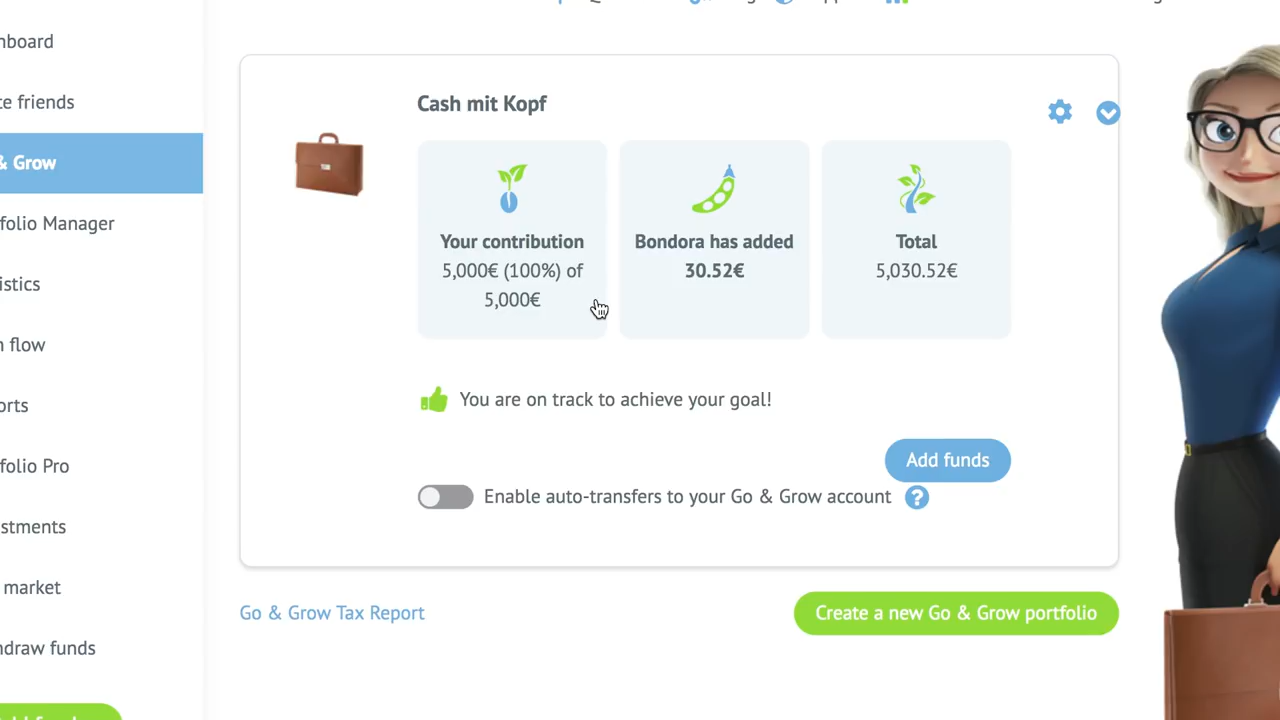 & Grow
folio Manager
folio Pro
market
Cash mit Kopf
Your contribution
5,000€ (100%) of
5,000€
Bondora has added
30.52€
Total
5,030.52€
You are on track to achieve your goal!
Add funds
Enable auto-transfers to your Go & Grow account
?
Go & Grow Tax Report
Create a new Go & Grow portfolio
nboard
te friends
istics
n flow
orts
stments
hdraw funds